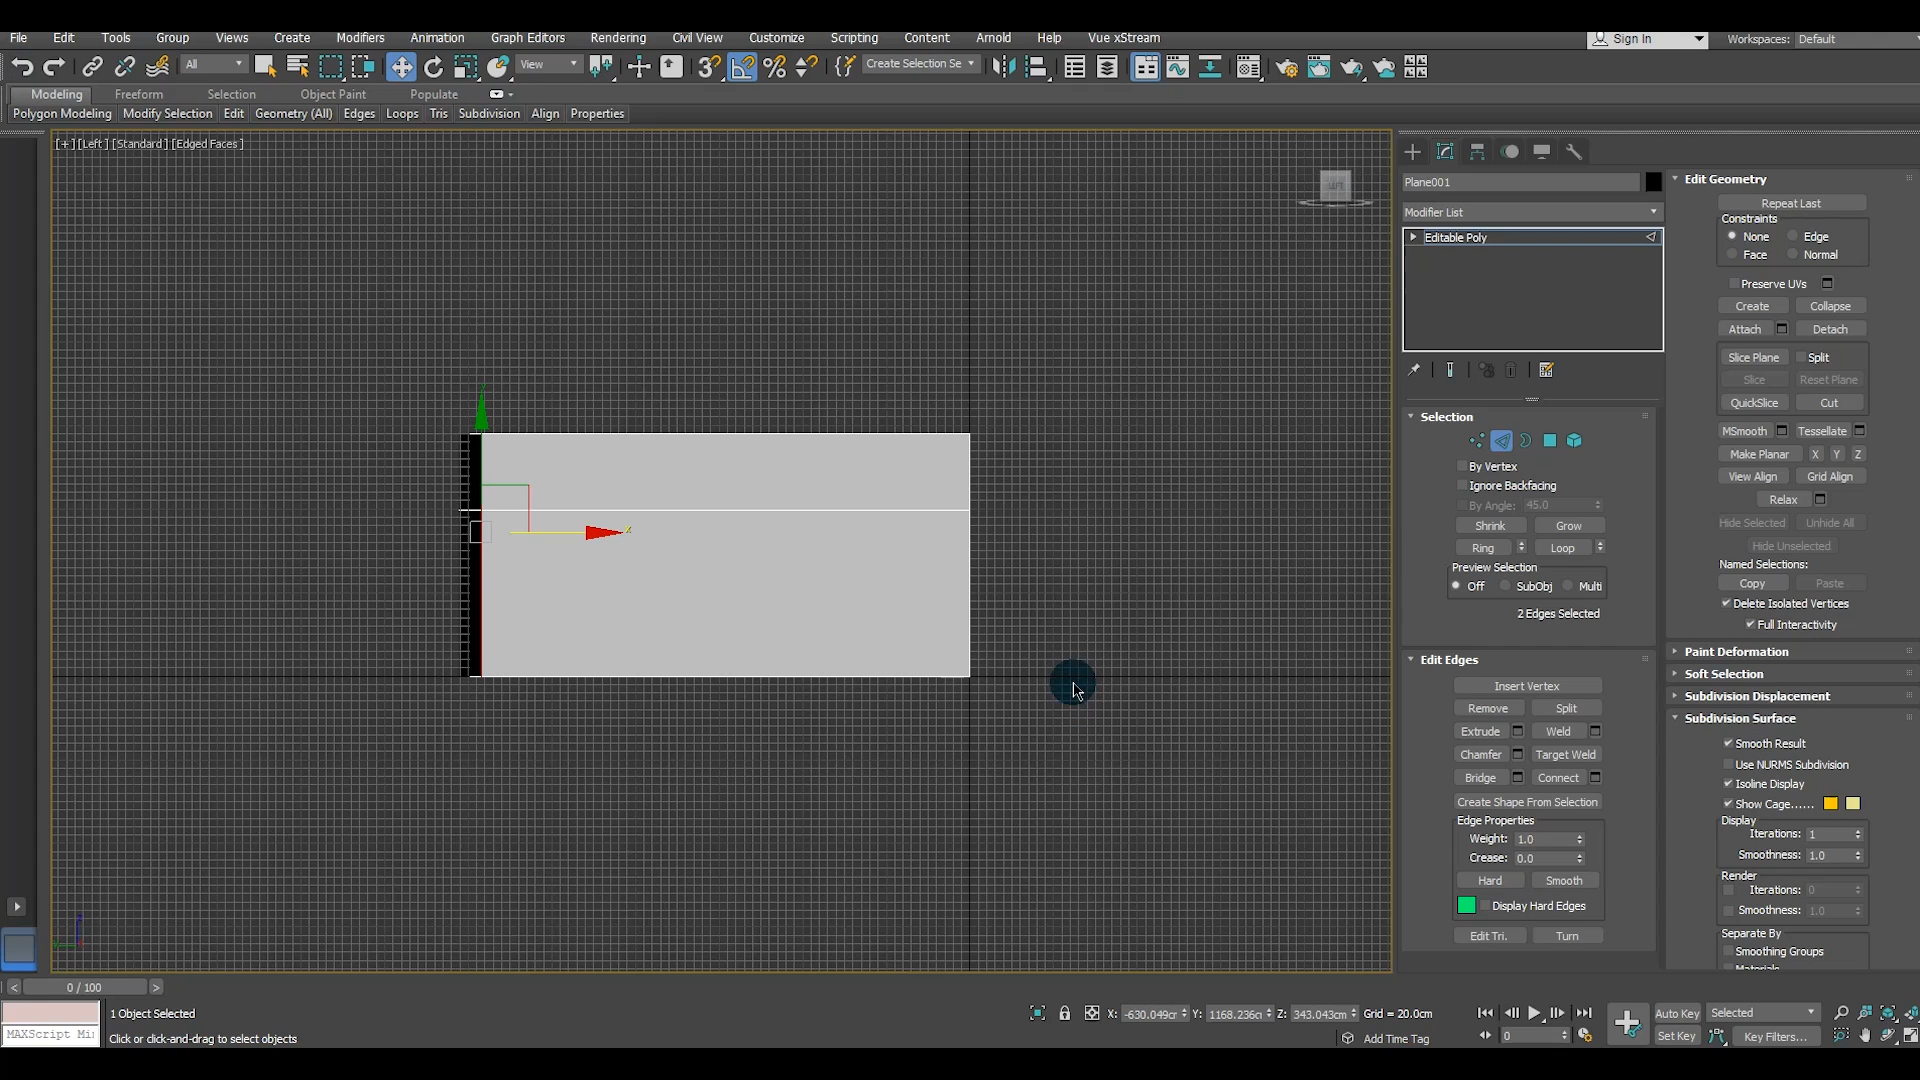 File Edit Tools Group Views Create Modifiers Animation Graph Editors Rendering Civil View Customize Scripting Content Arnold Help Vue xStream Sign In Workspaces: Default
All View Create Selection Se
Modeling Freeform Selection Object Paint Populate
Polygon Modeling Modify Selection Edit Geometry (All) Edges Loops Tris Subdivision Align Properties
[+] [Left] [Standard] [Edged Faces]
LEFT
x
Plane001
Modifier List
Editable Poly
Selection
By Vertex
Ignore Backfacing
By Angle: 45.0
Shrink Grow
Ring Loop
Preview Selection
Off SubObj Multi
2 Edges Selected
Edit Edges
Insert Vertex
Remove Split
Extrude Weld
Chamfer Target Weld
Bridge Connect
Create Shape From Selection
Edge Properties
Weight: 1.0
Crease: 0.0
Hard Smooth
Display Hard Edges
Edit Tri. Turn
Edit Geometry
Repeat Last
Constraints
None Edge
Face Normal
Preserve UVs
Create Collapse
Attach Detach
Slice Plane Split
Slice Reset Plane
QuickSlice Cut
MSmooth Tessellate
Make Planar X Y Z
View Align Grid Align
Relax
Hide Selected Unhide All
Hide Unselected
Named Selections:
Copy Paste
Delete Isolated Vertices
Full Interactivity
Paint Deformation
Soft Selection
Subdivision Displacement
Subdivision Surface
Smooth Result
Use NURMS Subdivision
Isoline Display
Show Cage......
Display
Iterations: 1
Smoothness: 1.0
Render
Iterations: 0
Smoothness: 1.0
Separate By
Smoothing Groups
Materials
< 0 / 100 >
1 Object Selected
MAXScript Mi
Click or click-and-drag to select objects
X: -630.049cr Y: 1168.236cr Z: 343.043cm Grid = 20.0cm
Add Time Tag
0
Auto Key Selected
Set Key Key Filters...